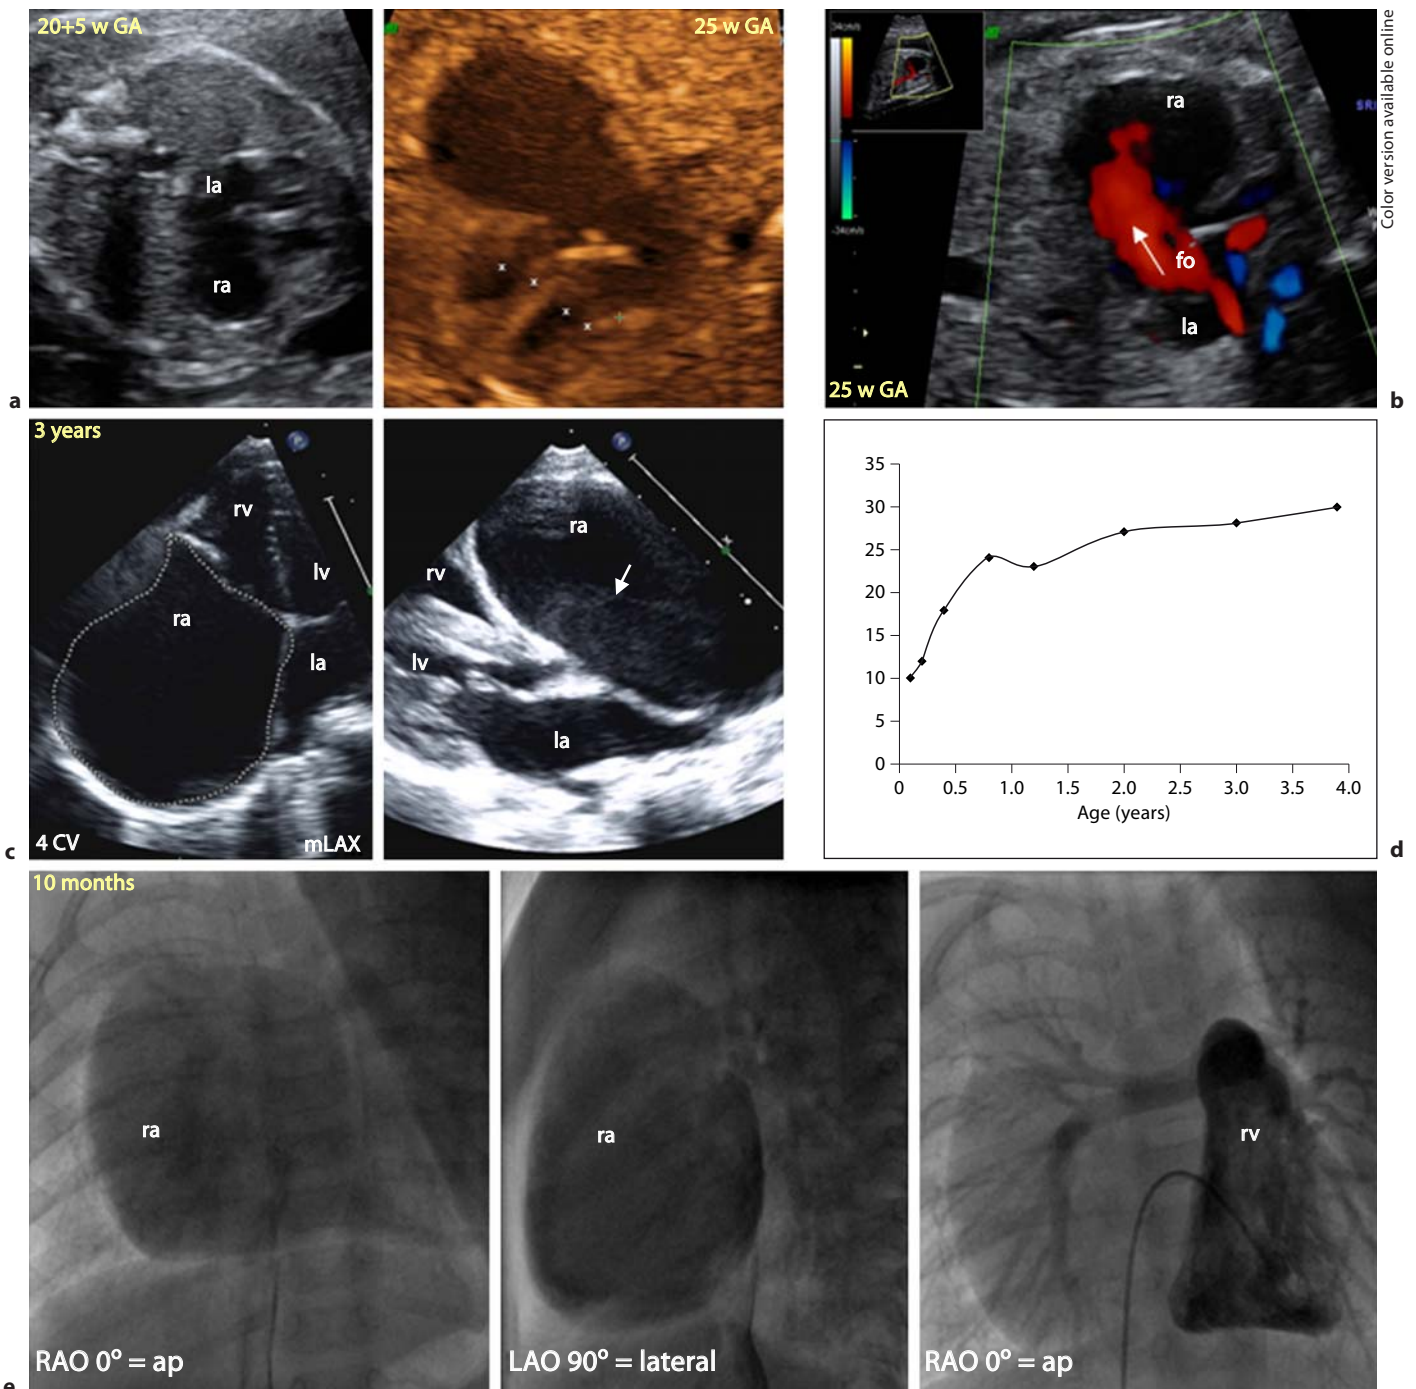 20+5 w GA
la
ra
25 w GA
a
ra
fo
la
25 w GA
b
Color version available online
3 years
rv
lv
ra
la
4 CV
mLAX
ra
rv
lv
la
c
35
30
25
20
15
10
5
0
0 0.5 1.0 1.5 2.0 2.5 3.0 3.5 4.0
Age (years)
d
10 months
ra
RAO 0° = ap
ra
LAO 90° = lateral
rv
RAO 0° = ap
e